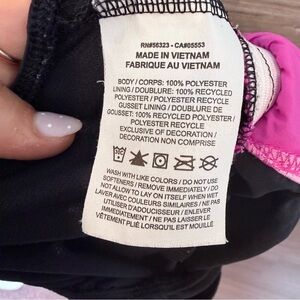 RN#56323 - CA#05553
MADE IN VIETNAM
FABRIQUE AU VIETNAM
BODY / CORPS: 100% POLYESTER
LINING / DOUBLURE: 100% RECYCLED
POLYESTER / POLYESTER RECYCLE
GUSSET LINING / DOUBLURE DE
GOUSSET: 100% RECYCLED POLYESTER /
POLYESTER RECYCLE
EXCLUSIVE OF DECORATION /
DECORATION NON COMPRISE
WASH WITH LIKE COLORS / DO NOT USE
SOFTENERS / REMOVE IMMEDIATELY / DO
NOT ALLOW TO LAY ON ITSELF WHEN WET
LAVER AVEC COULEURS SIMILAIRES / NE PAS
UTILISER D'ADOUCISSEUR / ENLEVER
IMMEDIATEMENT / NE PAS LAISSER LE
VÊTEMENT PLIÉ LORSQU'IL EST MOUILLÉ